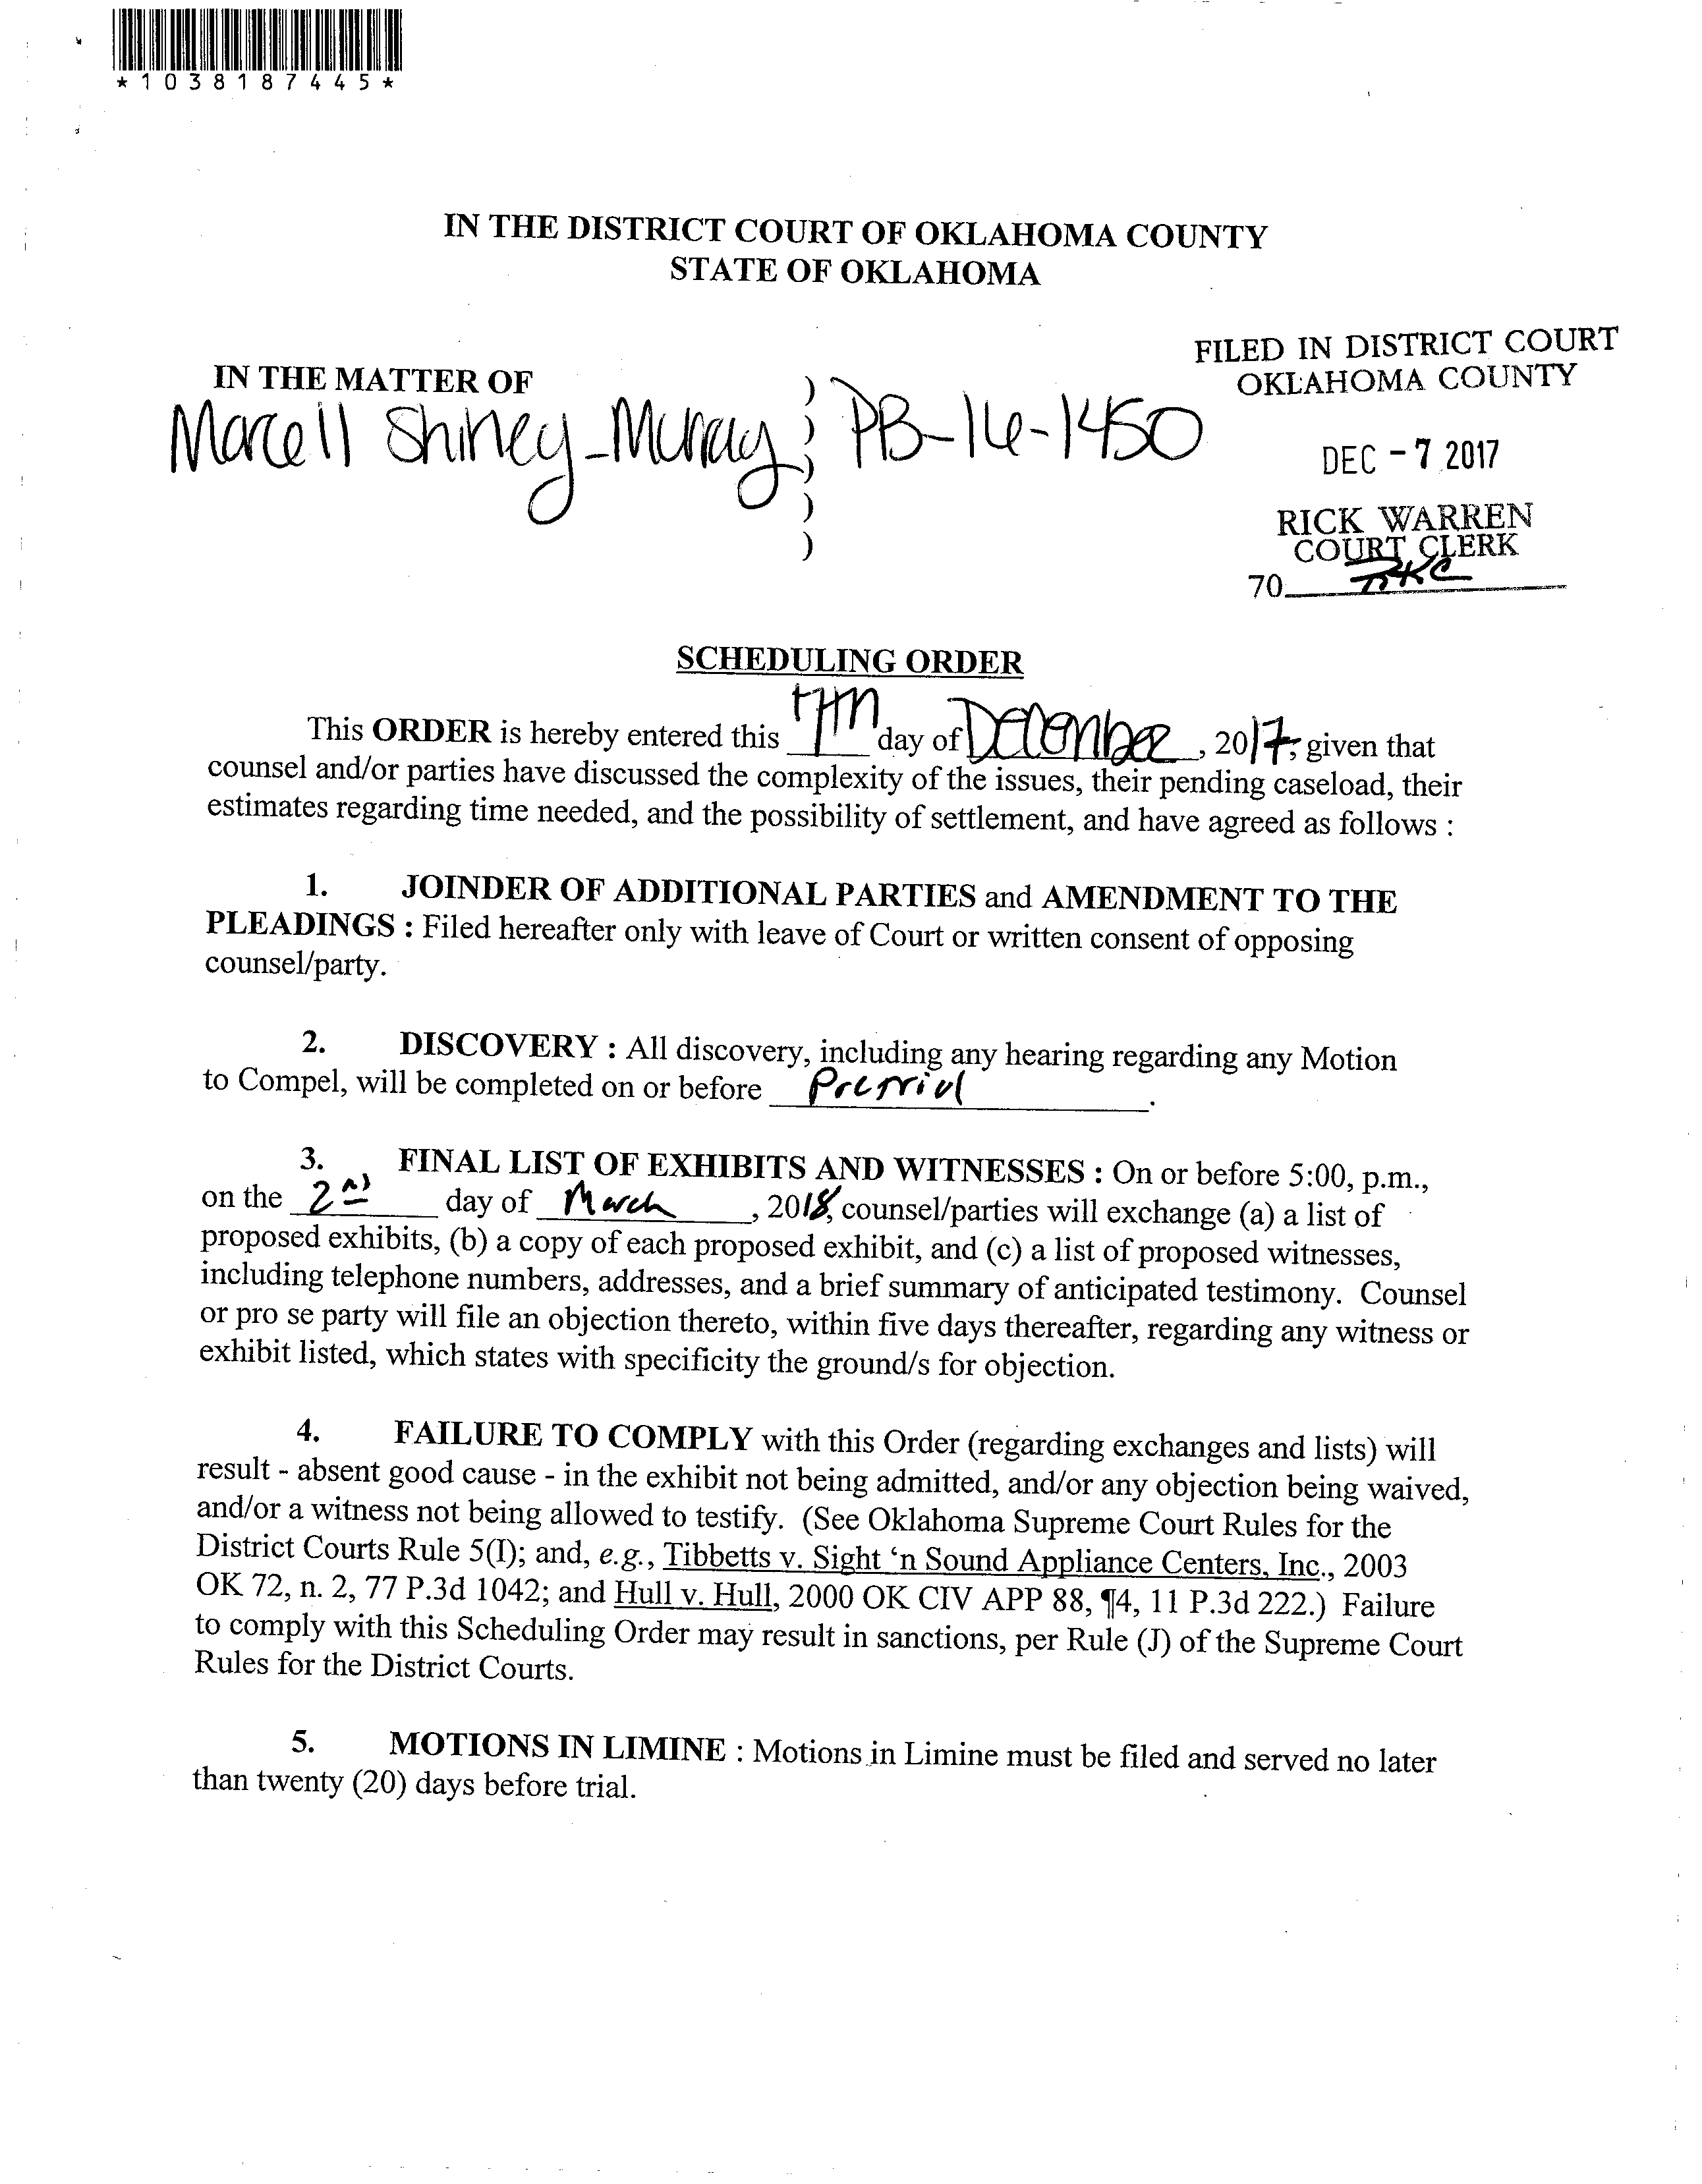 *1038187445*
IN THE DISTRICT COURT OF OKLAHOMA COUNTY
STATE OF OKLAHOMA
FILED IN DISTRICT COURT
OKLAHOMA COUNTY
DEC - 7 2017
RICK WARREN
COURT CLERK
70
IN THE MATTER OF
Marcell Shiney-Murray
)
)
)
)
)
)
PB-16-1450
SCHEDULING ORDER
This ORDER is hereby entered this 7th day of December, 2017, given that
counsel and/or parties have discussed the complexity of the issues, their pending caseload, their
estimates regarding time needed, and the possibility of settlement, and have agreed as follows :
1. JOINDER OF ADDITIONAL PARTIES and AMENDMENT TO THE
PLEADINGS : Filed hereafter only with leave of Court or written consent of opposing
counsel/party.
2. DISCOVERY : All discovery, including any hearing regarding any Motion
to Compel, will be completed on or before Pretrial.
3. FINAL LIST OF EXHIBITS AND WITNESSES : On or before 5:00, p.m.,
on the 2nd day of March, 2018, counsel/parties will exchange (a) a list of
proposed exhibits, (b) a copy of each proposed exhibit, and (c) a list of proposed witnesses,
including telephone numbers, addresses, and a brief summary of anticipated testimony. Counsel
or pro se party will file an objection thereto, within five days thereafter, regarding any witness or
exhibit listed, which states with specificity the ground/s for objection.
4. FAILURE TO COMPLY with this Order (regarding exchanges and lists) will
result - absent good cause - in the exhibit not being admitted, and/or any objection being waived,
and/or a witness not being allowed to testify. (See Oklahoma Supreme Court Rules for the
District Courts Rule 5(I); and, e.g., Tibbetts v. Sight ‘n Sound Appliance Centers, Inc., 2003
OK 72, n. 2, 77 P.3d 1042; and Hull v. Hull, 2000 OK CIV APP 88, ¶4, 11 P.3d 222.) Failure
to comply with this Scheduling Order may result in sanctions, per Rule (J) of the Supreme Court
Rules for the District Courts.
5. MOTIONS IN LIMINE : Motions in Limine must be filed and served no later
than twenty (20) days before trial.